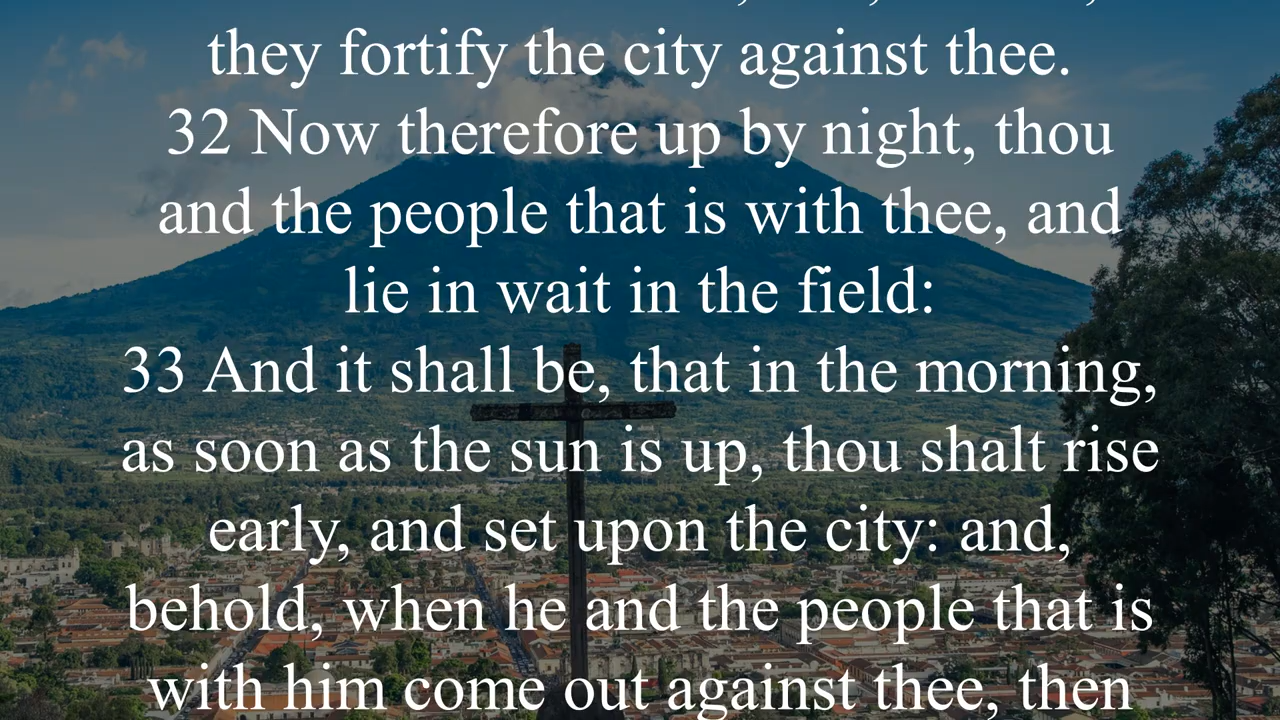 they fortify the city against thee.
32 Now therefore up by night, thou
and the people that is with thee, and
lie in wait in the field:
33 And it shall be, that in the morning,
as soon as the sun is up, thou shalt rise
early, and set upon the city: and,
behold, when he and the people that is
with him come out against thee, then